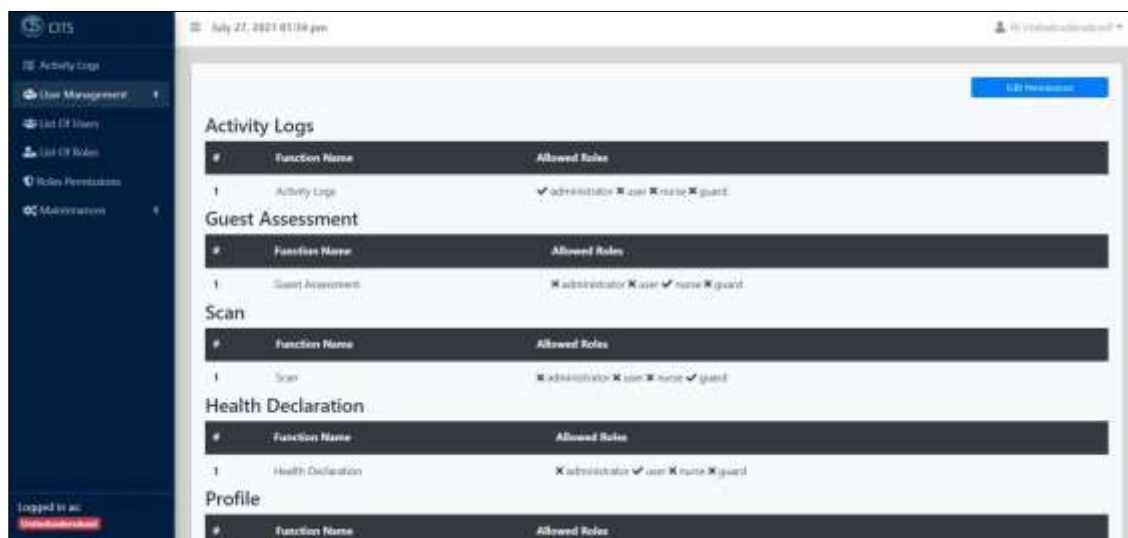 CITS
July 27, 2021 01:34 pm
Activity Logs
User Management
List Of Users
List Of Roles
Roles Permissions
Maintenances
Edit Permission
Activity Logs
# Function Name Allowed Roles
1 Activity Logs ✔ administrator ✖ user ✖ nurse ✖ guard
Guest Assessment
# Function Name Allowed Roles
1 Guest Assessment ✖ administrator ✖ user ✔ nurse ✖ guard
Scan
# Function Name Allowed Roles
1 Scan ✖ administrator ✖ user ✖ nurse ✔ guard
Health Declaration
# Function Name Allowed Roles
1 Health Declaration ✖ administrator ✔ user ✖ nurse ✖ guard
Profile
# Function Name Allowed Roles
Logged in as: